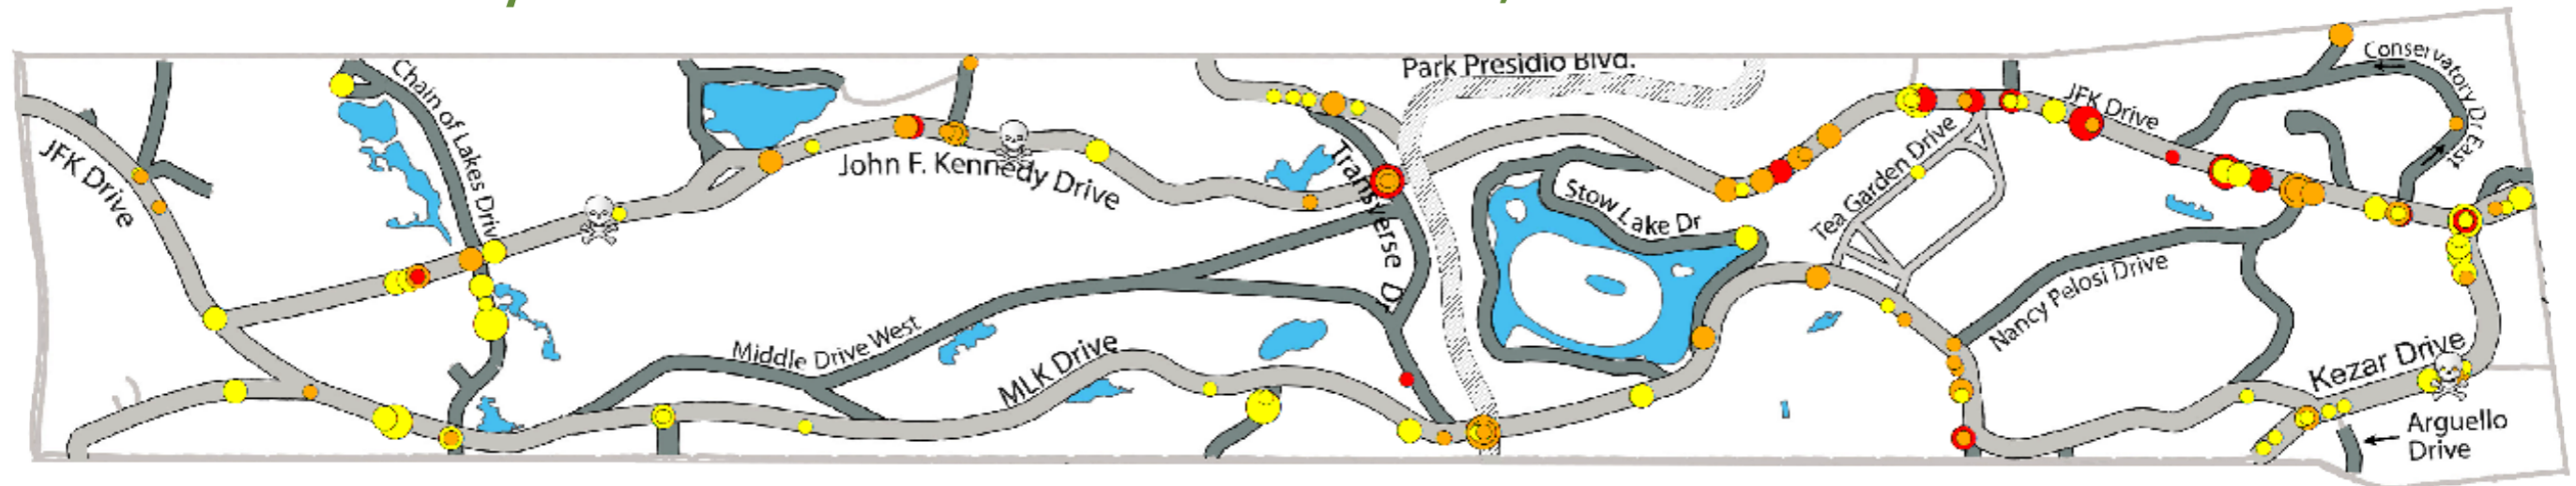 Park Presidio Blvd.
Conservatory Dr East
Chain of Lakes Drive
JFK Drive
JFK Drive
John F. Kennedy Drive
Transverse Dr
Stow Lake Dr
Tea Garden Drive
Nancy Pelosi Drive
Middle Drive West
MLK Drive
Kezar Drive
Arguello
Drive